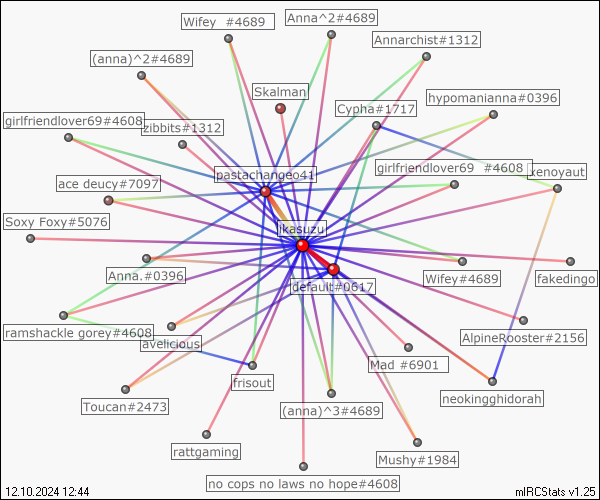 Wifey  #4689
Anna^2#4689
Annarchist#1312
(anna)^2#4689
Skalman
hypomanianna#0396
Cypha#1717
girlfriendlover69#4608
zibbits#1312
pastachangeo41
girlfriendlover69  #4608
xenoyaut
ace deucy#7097
Soxy Foxy#5076
ikasuzu
Anna.#0396
default#0617
Wifey#4689
fakedingo
ramshackle gorey#4608
avelicious
AlpineRooster#2156
Mad  #6901
frisout
neokingghidorah
Toucan#2473
(anna)^3#4689
rattgaming
Mushy#1984
no cops no laws no hope#4608
12.10.2024 12:44
mIRCStats v1.25